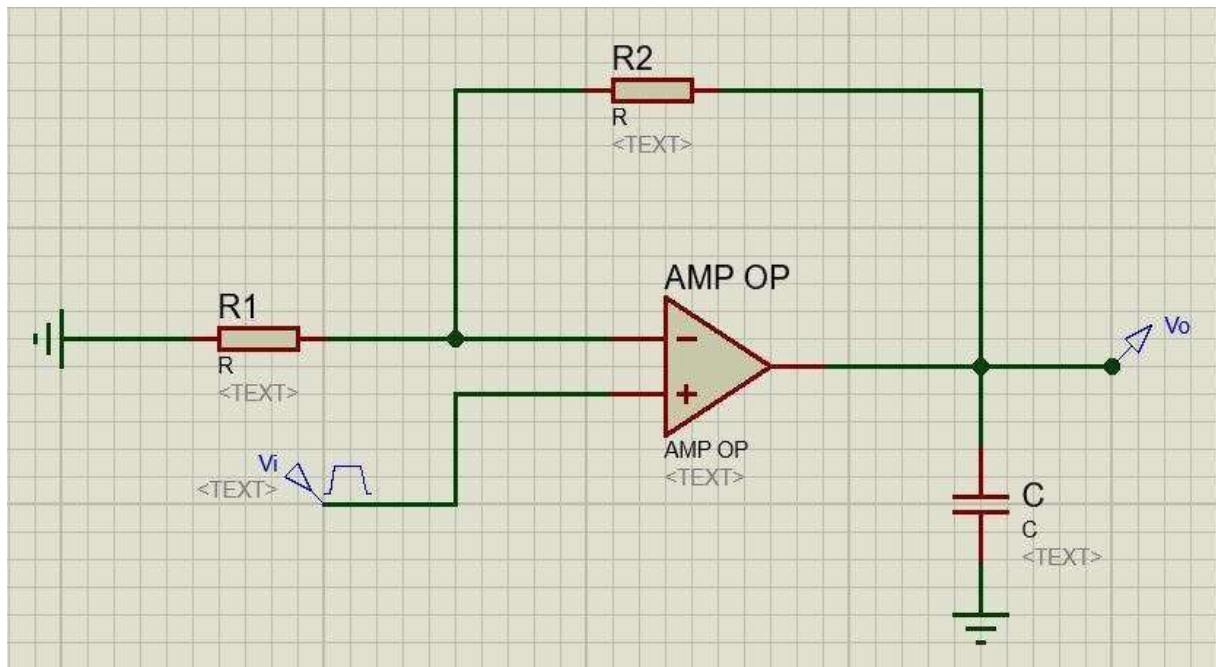 R2
R
<TEXT>
AMP OP
R1
R
<TEXT>
Vo
AMP OP
<TEXT>
Vi
<TEXT>
C
C
<TEXT>